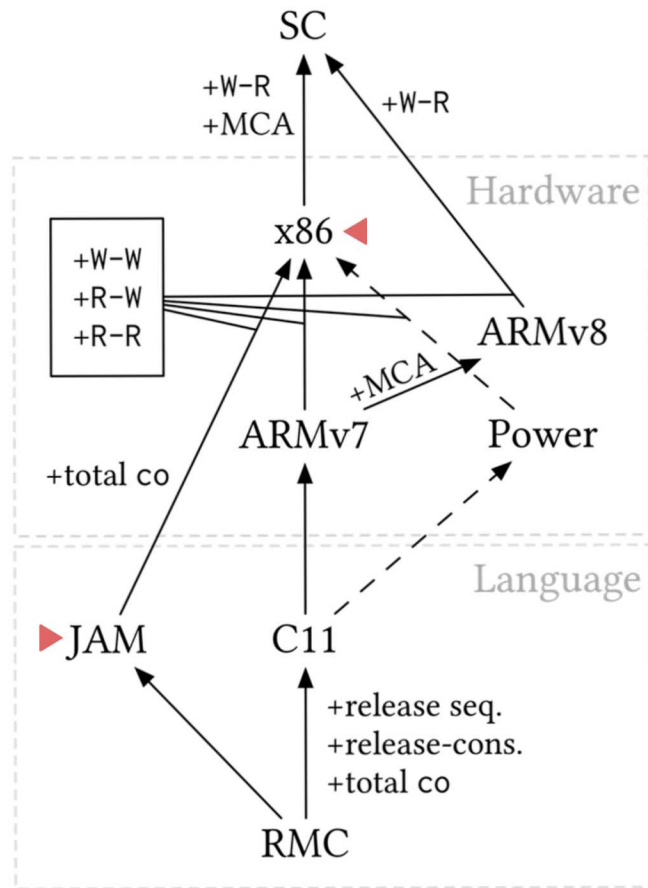 SC
+W-R
+MCA
+W-R
Hardware
x86
+W-W
+R-W
+R-R
ARMv8
+MCA
ARMv7
Power
+total co
Language
JAM
C11
+release seq.
+release-cons.
+total co
RMC